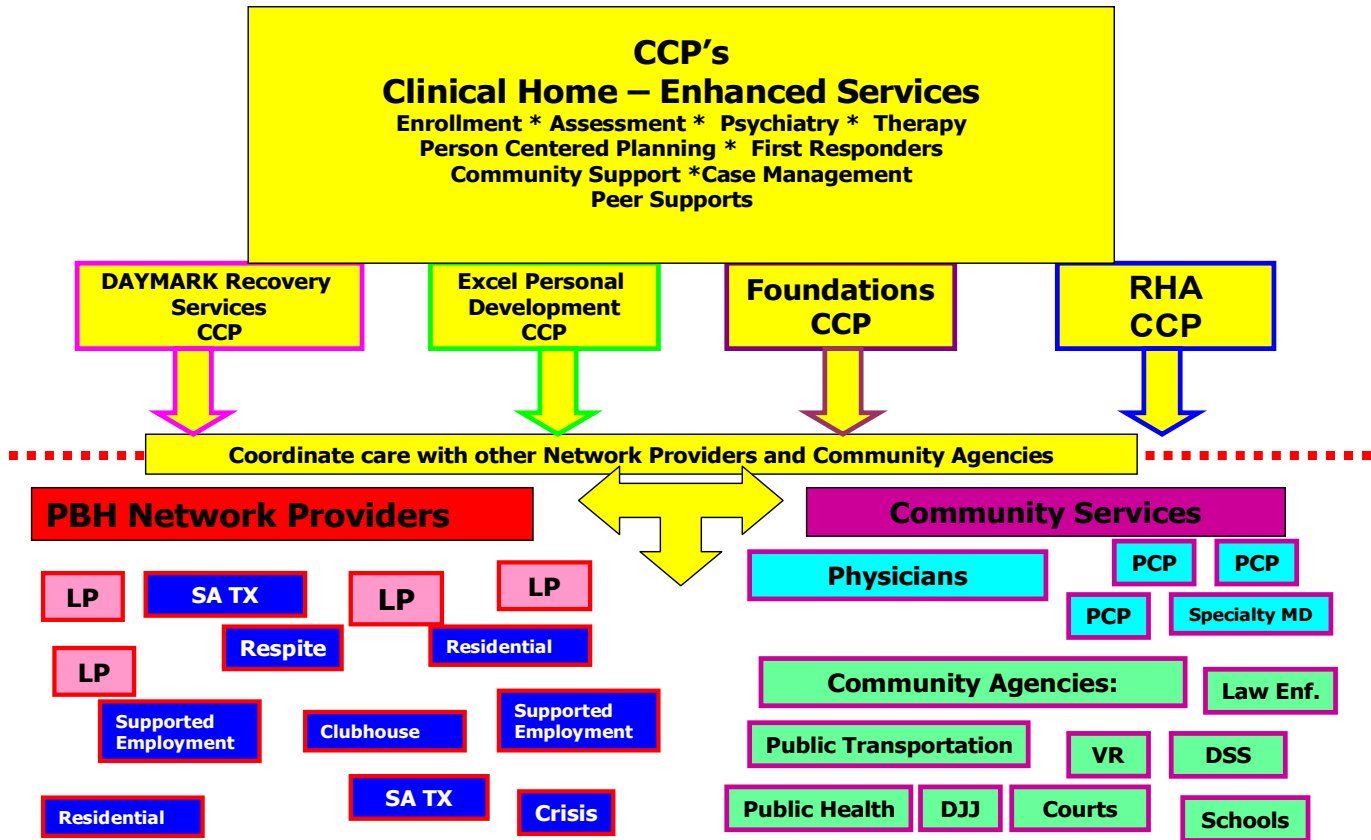 CCP’s
Clinical Home – Enhanced Services
Enrollment * Assessment * Psychiatry * Therapy
Person Centered Planning * First Responders
Community Support *Case Management
Peer Supports
DAYMARK Recovery
Services
CCP
Excel Personal
Development
CCP
Foundations
CCP
RHA
CCP
Coordinate care with other Network Providers and Community Agencies
PBH Network Providers
LP
SA TX
LP
LP
Respite
Residential
LP
Supported
Employment
Clubhouse
Supported
Employment
SA TX
Residential
Crisis
Community Services
Physicians
PCP
PCP
PCP
Specialty MD
Community Agencies:
Law Enf.
Public Transportation
VR
DSS
Public Health
DJJ
Courts
Schools